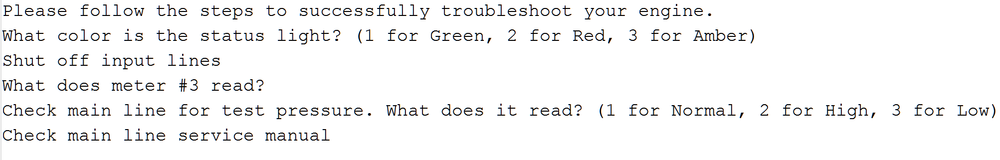 Please follow the steps to successfully troubleshoot your engine.
What color is the status light? (1 for Green, 2 for Red, 3 for Amber)
Shut off input lines
What does meter #3 read?
Check main line for test pressure. What does it read? (1 for Normal, 2 for High, 3 for Low)
Check main line service manual